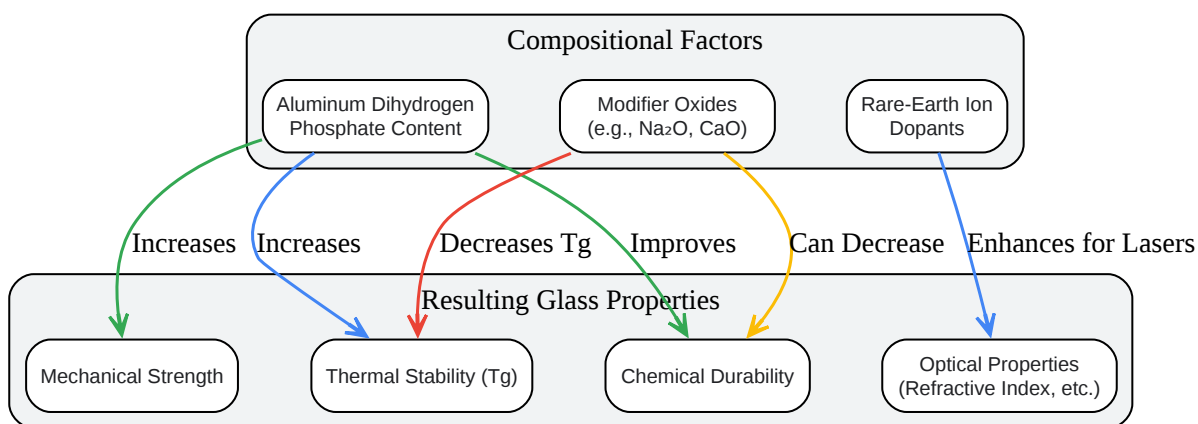 Compositional Factors
Aluminum Dihydrogen
Phosphate Content
Modifier Oxides
(e.g., Na₂O, CaO)
Rare-Earth Ion
Dopants
Increases
Increases
Decreases Tg
Improves
Can Decrease
Enhances for Lasers
Resulting Glass Properties
Mechanical Strength
Thermal Stability (Tg)
Chemical Durability
Optical Properties
(Refractive Index, etc.)